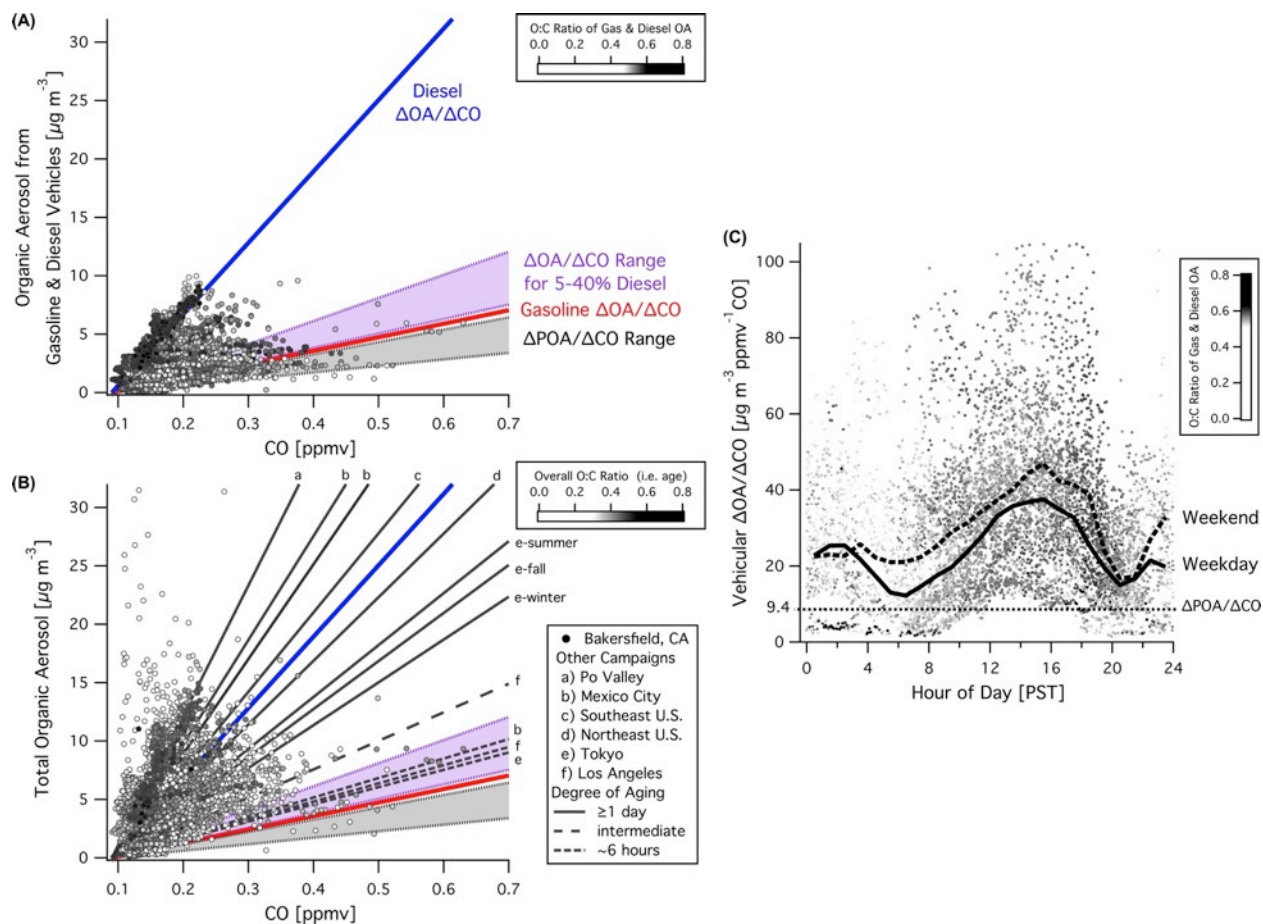 (A)
30
25
20
15
10
5
0
Organic Aerosol from
Gasoline & Diesel Vehicles [µg m⁻³]
O:C Ratio of Gas & Diesel OA
0.0 0.2 0.4 0.6 0.8
Diesel
ΔOA/ΔCO
ΔOA/ΔCO Range
for 5-40% Diesel
Gasoline ΔOA/ΔCO
ΔPOA/ΔCO Range
0.1 0.2 0.3 0.4 0.5 0.6 0.7
CO [ppmv]
(B)
30
25
20
15
10
5
0
Total Organic Aerosol [µg m⁻³]
a b b c d
Overall O:C Ratio (i.e. age)
0.0 0.2 0.4 0.6 0.8
e-summer
e-fall
e-winter
f
b
f
e
Bakersfield, CA
Other Campaigns
a) Po Valley
b) Mexico City
c) Southeast U.S.
d) Northeast U.S.
e) Tokyo
f) Los Angeles
Degree of Aging
≥1 day
intermediate
~6 hours
0.1 0.2 0.3 0.4 0.5 0.6 0.7
CO [ppmv]
(C)
100
80
60
40
20
9.4
0
Vehicular ΔOA/ΔCO [µg m⁻³ ppmv⁻¹ CO]
O:C Ratio of Gas & Diesel OA
0.8
0.6
0.4
0.2
0.0
Weekend
Weekday
ΔPOA/ΔCO
0 4 8 12 16 20 24
Hour of Day [PST]